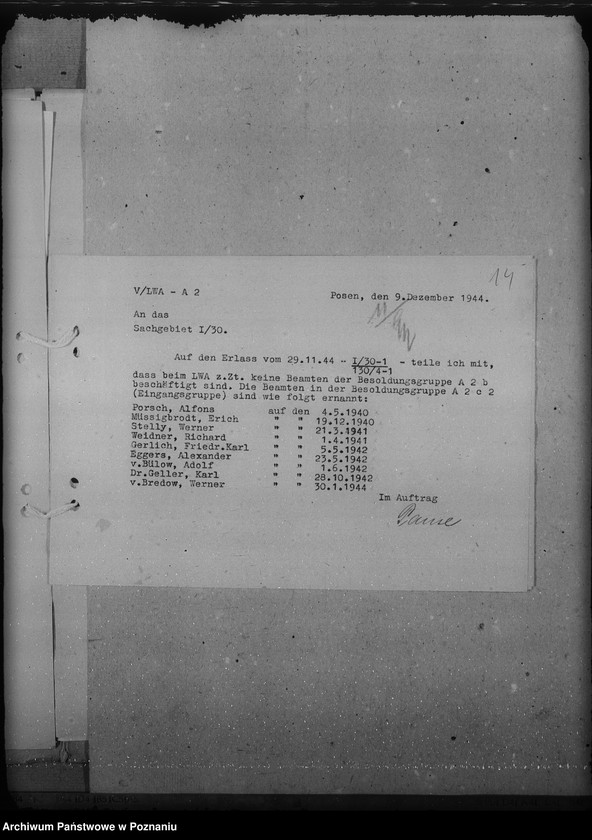 14
V/LWA - A 2
Posen, den 9.Dezember 1944.
An das
Sachgebiet I/30.
Auf den Erlass vom 29.11.44 - I/30-1 / 130/4-1 - teile ich mit,
dass beim LWA z.Zt. keine Beamten der Besoldungsgruppe A 2 b
beschäftigt sind. Die Beamten in der Besoldungsgruppe A 2 c 2
(Eingangsgruppe) sind wie folgt ernannt:
Porsch, Alfons auf den 4.5.1940
Müssigbrodt, Erich " " 19.12.1940
Stelly, Werner " " 21.3.1941
Weidner, Richard " " 1.4.1941
Gerlich, Friedr.Karl " " 5.5.1942
Eggers, Alexander " " 23.5.1942
v.Bülow, Adolf " " 1.6.1942
Dr.Geller, Karl " " 28.10.1942
v.Bredow, Werner " " 30.1.1944
Im Auftrag
Archiwum Państwowe w Poznaniu